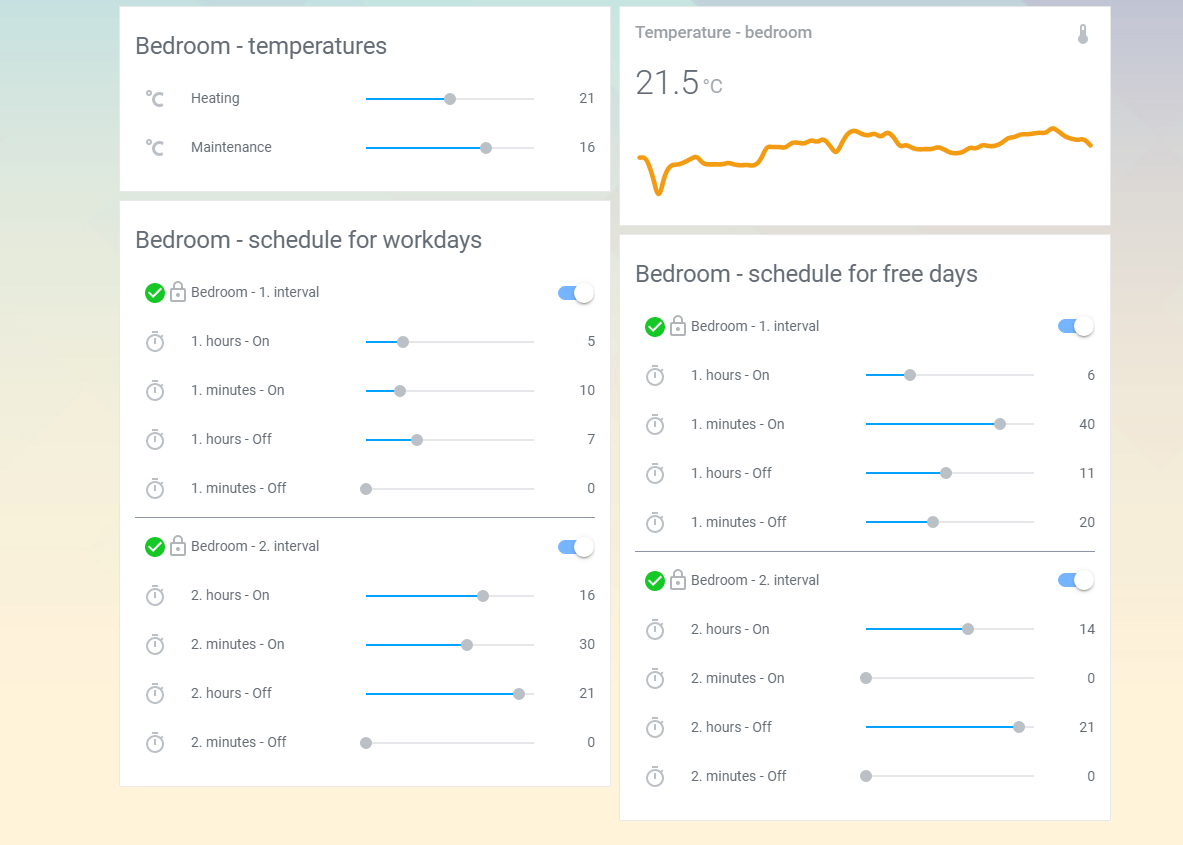 Bedroom - temperatures
°C Heating 21
°C Maintenance 16
Bedroom - schedule for workdays
Bedroom - 1. interval
1. hours - On 5
1. minutes - On 10
1. hours - Off 7
1. minutes - Off 0
Bedroom - 2. interval
2. hours - On 16
2. minutes - On 30
2. hours - Off 21
2. minutes - Off 0
Temperature - bedroom
21.5 °C
Bedroom - schedule for free days
Bedroom - 1. interval
1. hours - On 6
1. minutes - On 40
1. hours - Off 11
1. minutes - Off 20
Bedroom - 2. interval
2. hours - On 14
2. minutes - On 0
2. hours - Off 21
2. minutes - Off 0